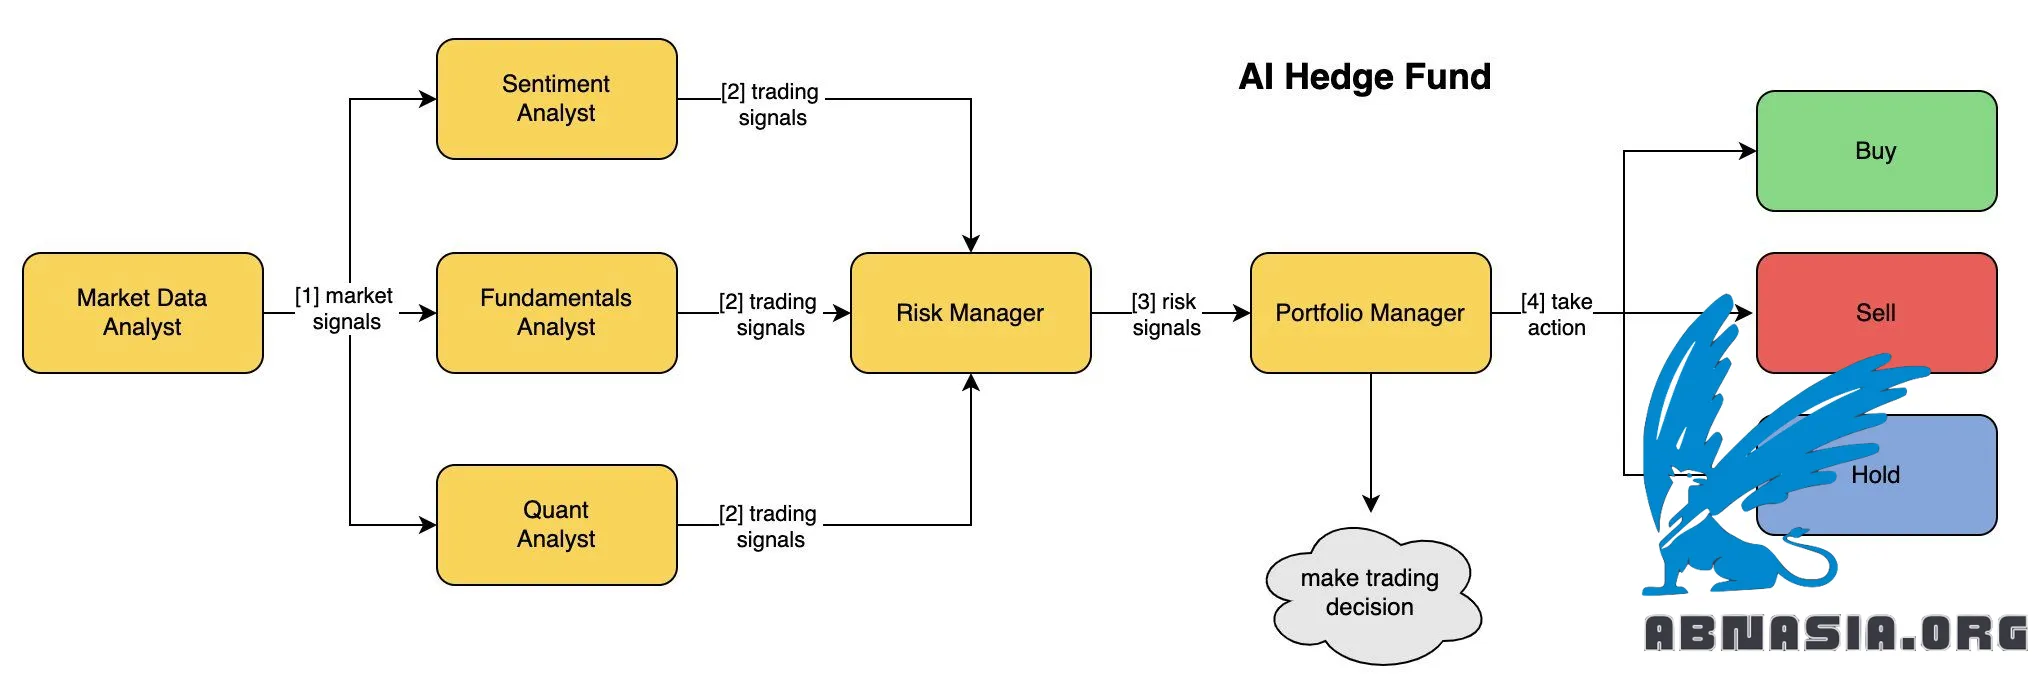 AI Hedge Fund
Market Data
Analyst
[1] market
signals
Sentiment
Analyst
Fundamentals
Analyst
Quant
Analyst
[2] trading
signals
[2] trading
signals
[2] trading
signals
Risk Manager
[3] risk
signals
Portfolio Manager
make trading
decision
[4] take
action
Buy
Sell
Hold
ABNASIA.ORG